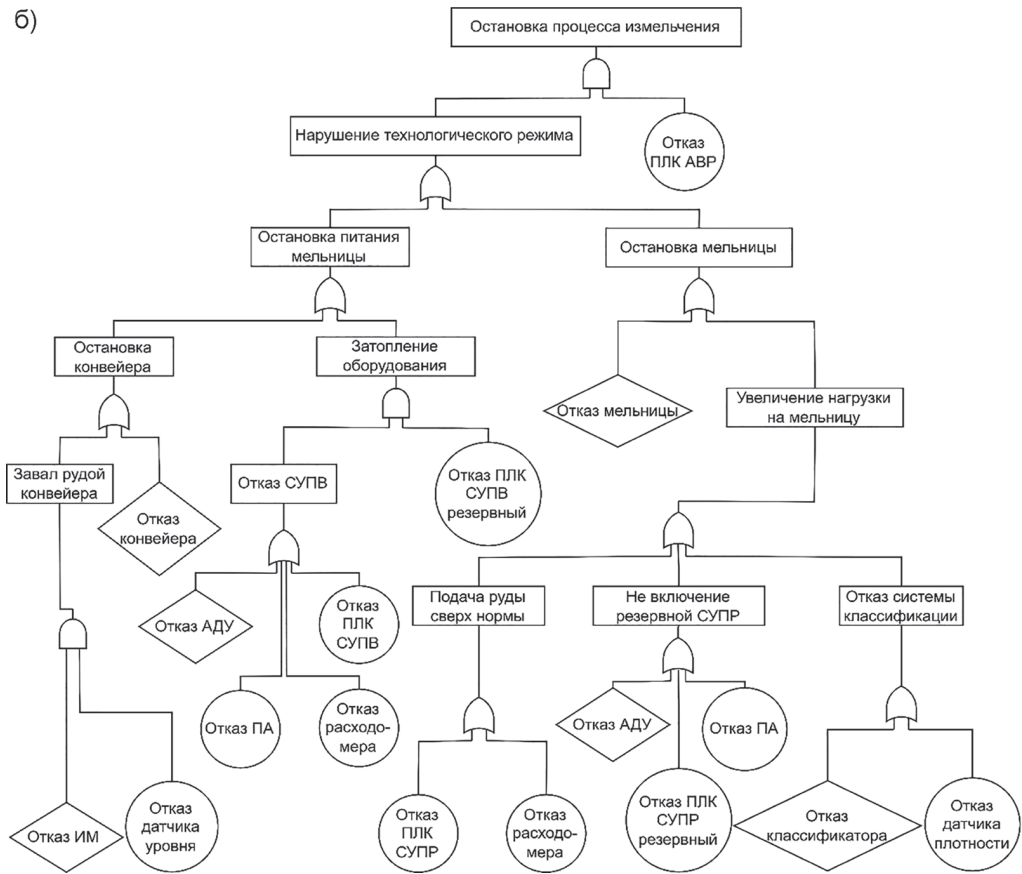 б)
Остановка процесса измельчения
Нарушение технологического режима
Отказ
ПЛК АВР
Остановка питания
мельницы
Остановка мельницы
Остановка
конвейера
Затопление
оборудования
Отказ мельницы
Увеличение нагрузки
на мельницу
Завал рудой
конвейера
Отказ
конвейера
Отказ СУПВ
Отказ ПЛК
СУПВ
резервный
Отказ АДУ
Отказ
ПЛК
СУПВ
Подача руды
сверх нормы
Не включение
резервной СУПР
Отказ системы
классификации
Отказ ПА
Отказ
расходо-
мера
Отказ АДУ
Отказ ПА
Отказ ИМ
Отказ
датчика
уровня
Отказ
ПЛК
СУПР
Отказ
расходо-
мера
Отказ ПЛК
СУПР
резервный
Отказ
классификатора
Отказ
датчика
плотности